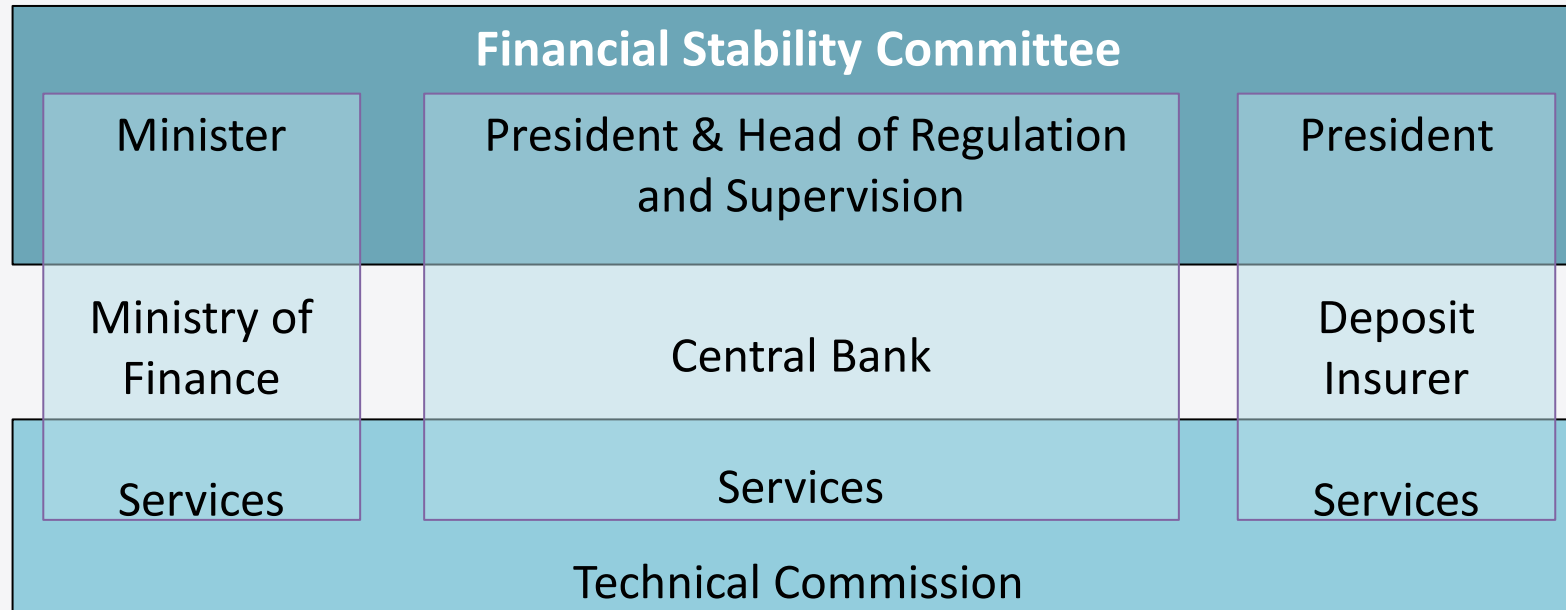 Financial Stability Committee
Minister
President & Head of Regulation
and Supervision
President
Ministry of
Finance
Central Bank
Deposit
Insurer
Services
Services
Services
Technical Commission